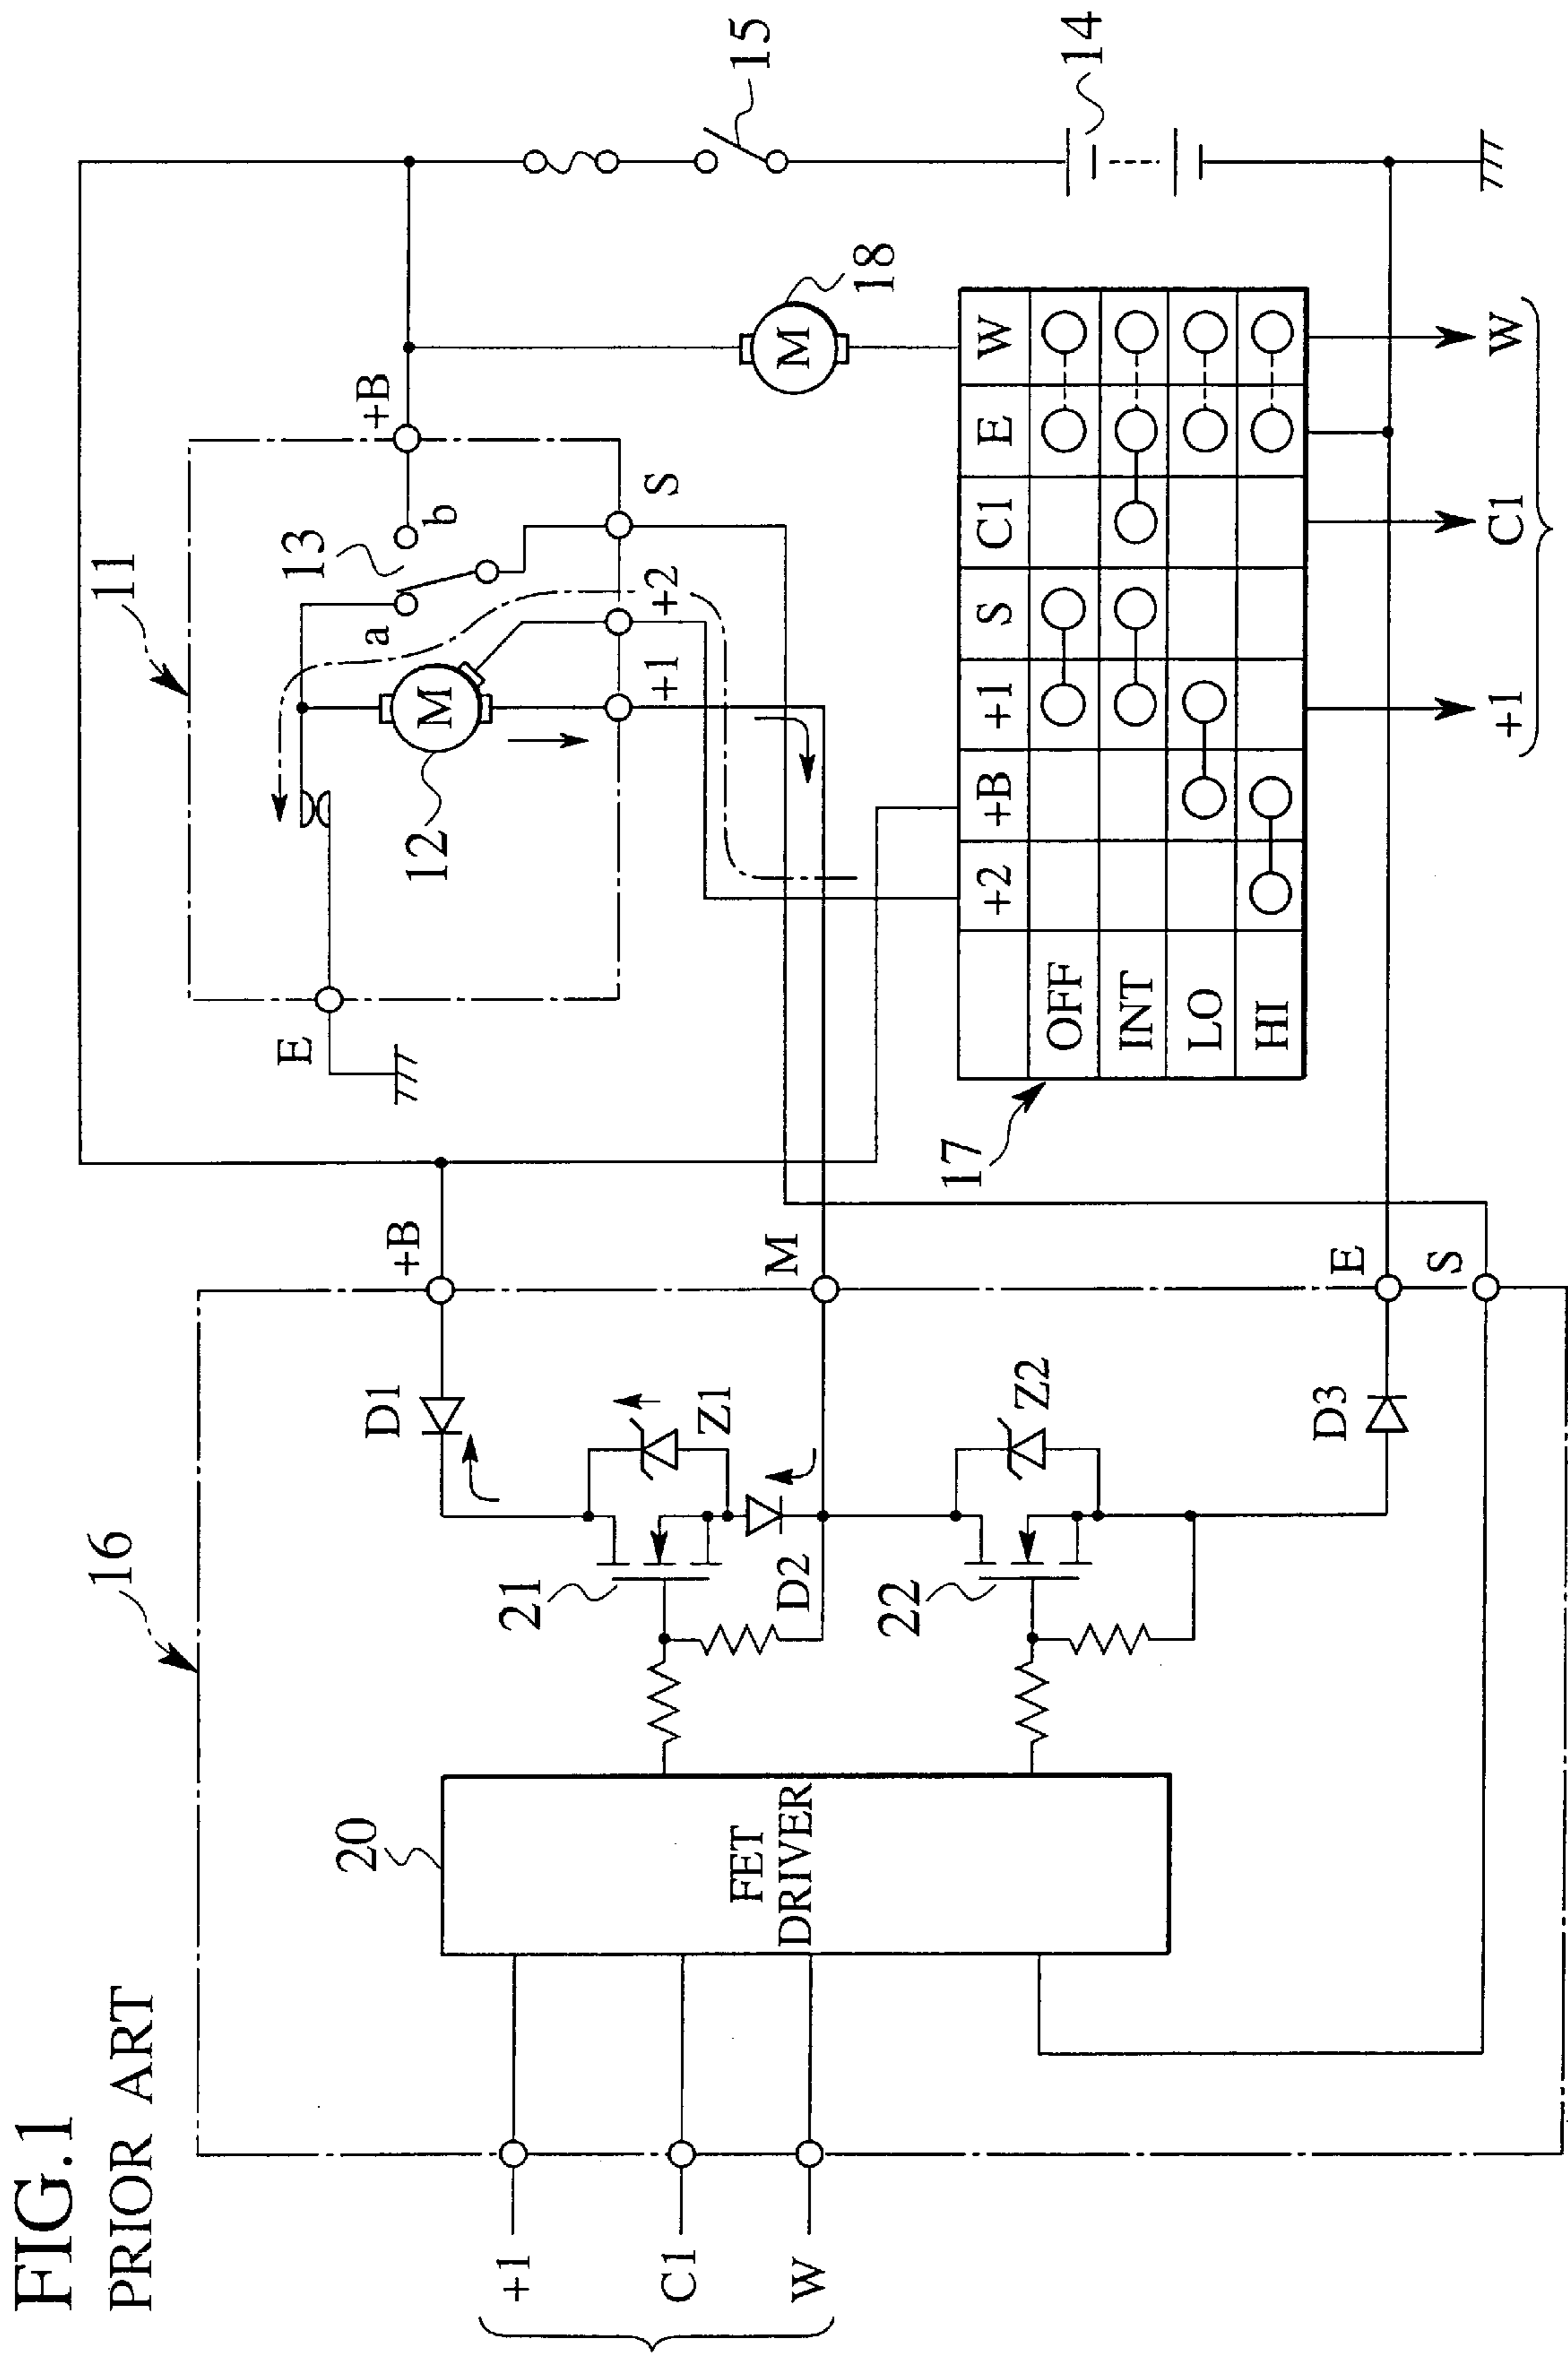 FIG.1
PRIOR ART
16
20
FET
DRIVER
+1
C1
W
21
22
D1
D2
D3
Z1
Z2
+B
M
E
S
11
12
13
a
b
E
+B
S
+2
+1
M
18
M
15
14
17
+2 +B +1 S C1 E W
OFF
INT
LO
HI
+1
C1
W